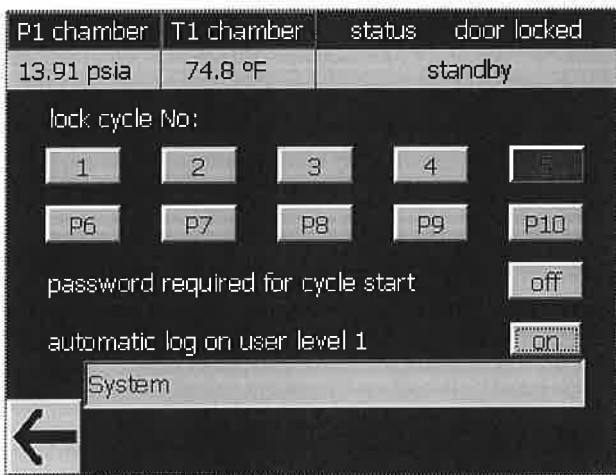 P1 chamber T1 chamber status door locked
13.91 psia 74.8 ºF standby
lock cycle No:
1 2 3 4 5
P6 P7 P8 P9 P10
password required for cycle start off
automatic log on user level 1 on
System